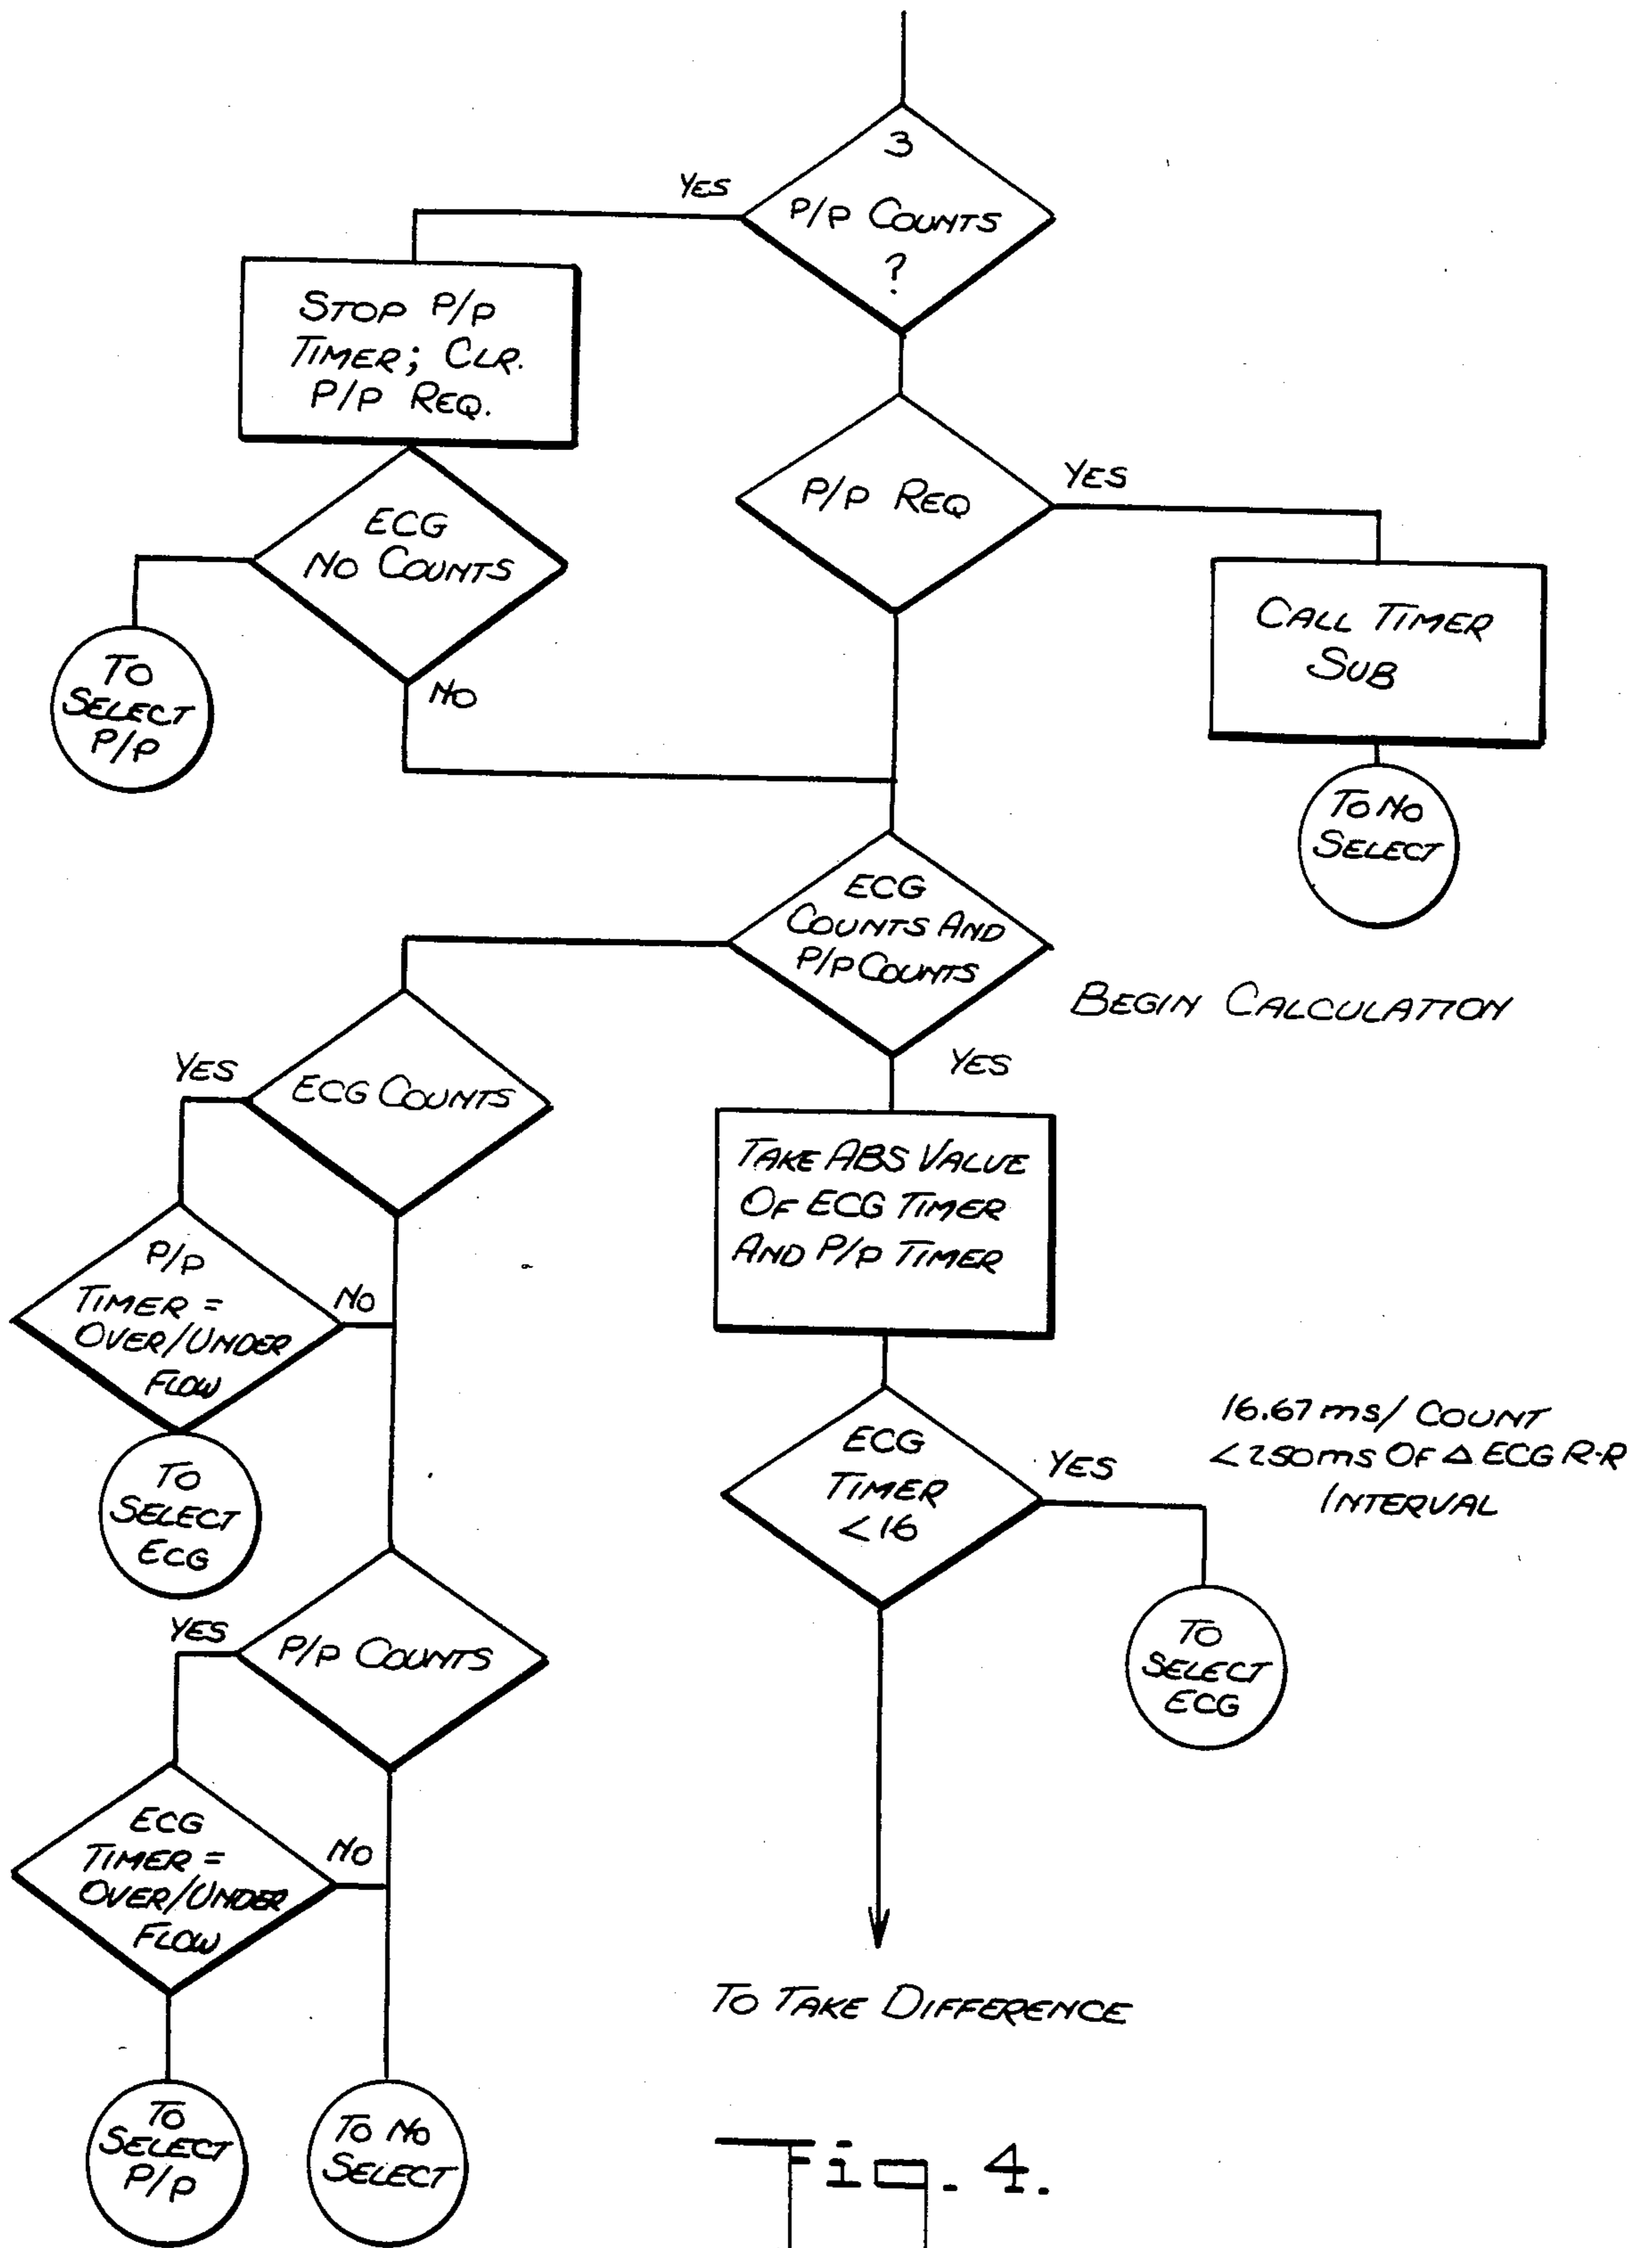 3
P/P COUNTS
?
YES
STOP P/P
TIMER; CLR.
P/P REQ.
P/P REQ
YES
ECG
NO COUNTS
NO
CALL TIMER
SUB
TO
SELECT
P/P
TO NO
SELECT
ECG
COUNTS AND
P/P COUNTS
BEGIN CALCULATION
YES
YES
ECG COUNTS
TAKE ABS VALUE
OF ECG TIMER
AND P/P TIMER
P/P
TIMER =
OVER/UNDER
FLOW
NO
TO
SELECT
ECG
ECG
TIMER
<16
YES
16.67 ms/ COUNT
<250ms OF Δ ECG R-R
INTERVAL
TO
SELECT
ECG
YES
P/P COUNTS
ECG
TIMER =
OVER/UNDER
FLOW
NO
TO TAKE DIFFERENCE
TO
SELECT
P/P
TO NO
SELECT
Fig. 4.